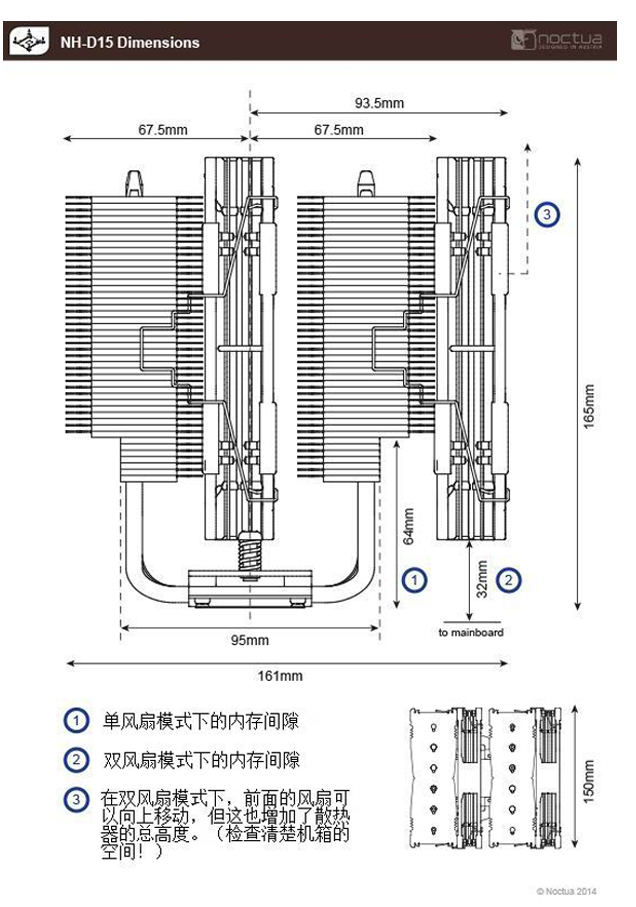 NH-D15 Dimensions
noctua
DESIGNED IN AUSTRIA
93.5mm
67.5mm
67.5mm
3
165mm
64mm
1
32mm
2
to mainboard
95mm
161mm
1 单风扇模式下的内存间隙
2 双风扇模式下的内存间隙
3 在双风扇模式下，前面的风扇可
以向上移动，但这也增加了散热
器的总高度。（检查清楚机箱的
空间！）
150mm
© Noctua 2014